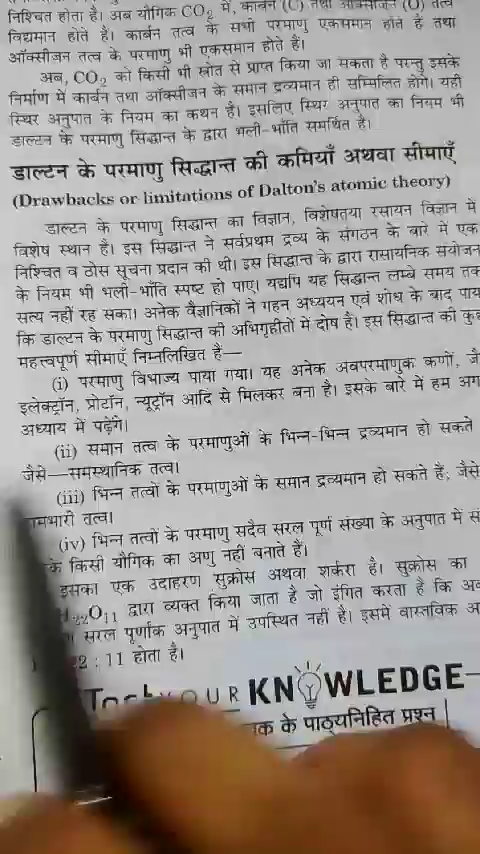 निश्चित होता है। अब यौगिक CO2 में, कार्बन (C) तथा ऑक्सीजन (O) तत्व
विद्यमान होते हैं। कार्बन तत्व के सभी परमाणु एकसमान होते हैं तथा
ऑक्सीजन तत्व के परमाणु भी एकसमान होते हैं।
अब, CO2 को किसी भी स्रोत से प्राप्त किया जा सकता है परन्तु इसके
निर्माण में कार्बन तथा ऑक्सीजन के समान द्रव्यमान ही सम्मिलित होंगे। यही
स्थिर अनुपात के नियम का कथन है। इसलिए स्थिर अनुपात का नियम भी
डाल्टन के परमाणु सिद्धान्त के द्वारा भली-भाँति समर्थित है।
डाल्टन के परमाणु सिद्धान्त की कमियाँ अथवा सीमाएँ
(Drawbacks or limitations of Dalton's atomic theory)
डाल्टन के परमाणु सिद्धान्त का विज्ञान, विशेषतया रसायन विज्ञान में
विशेष स्थान है। इस सिद्धान्त ने सर्वप्रथम द्रव्य के संगठन के बारे में एक
निश्चित व ठोस सूचना प्रदान की थी। इस सिद्धान्त के द्वारा रासायनिक संयोजन
के नियम भी भली-भाँति स्पष्ट हो पाए। यद्यपि यह सिद्धान्त लम्बे समय तक
सत्य नहीं रह सका। अनेक वैज्ञानिकों ने गहन अध्ययन एवं शोध के बाद
कि डाल्टन के परमाणु सिद्धान्त की अभिगृहीतों में दोष है। इस सिद्धान्त की
महत्त्वपूर्ण सीमाएँ निम्नलिखित हैं—
(i) परमाणु विभाज्य पाया गया। यह अनेक अवपरमाणुक कणों,
इलेक्ट्रॉन, प्रोटॉन, न्यूट्रॉन आदि से मिलकर बना है। इसके बारे में हम
अध्याय में पढ़ेंगे।
(ii) समान तत्व के परमाणुओं के भिन्न-भिन्न द्रव्यमान हो सकते
जैसे—समस्थानिक तत्व।
(iii) भिन्न तत्वों के परमाणुओं के समान द्रव्यमान हो सकते हैं; जैसे
तत्व।
(iv) भिन्न तत्वों के परमाणु सदैव सरल पूर्ण संख्या के अनुपात में
के किसी यौगिक का अणु नहीं बनाते हैं।
इसका एक उदाहरण सुक्रोस अथवा शर्करा है। सुक्रोस का
H22O11 द्वारा व्यक्त किया जाता है जो इंगित करता है कि
सरल पूर्णांक अनुपात में उपस्थित नहीं है। इसमें वास्तविक
22 : 11 होता है।
Test YOUR KNOWLEDGE
के पाठ्यनिहित प्रश्न